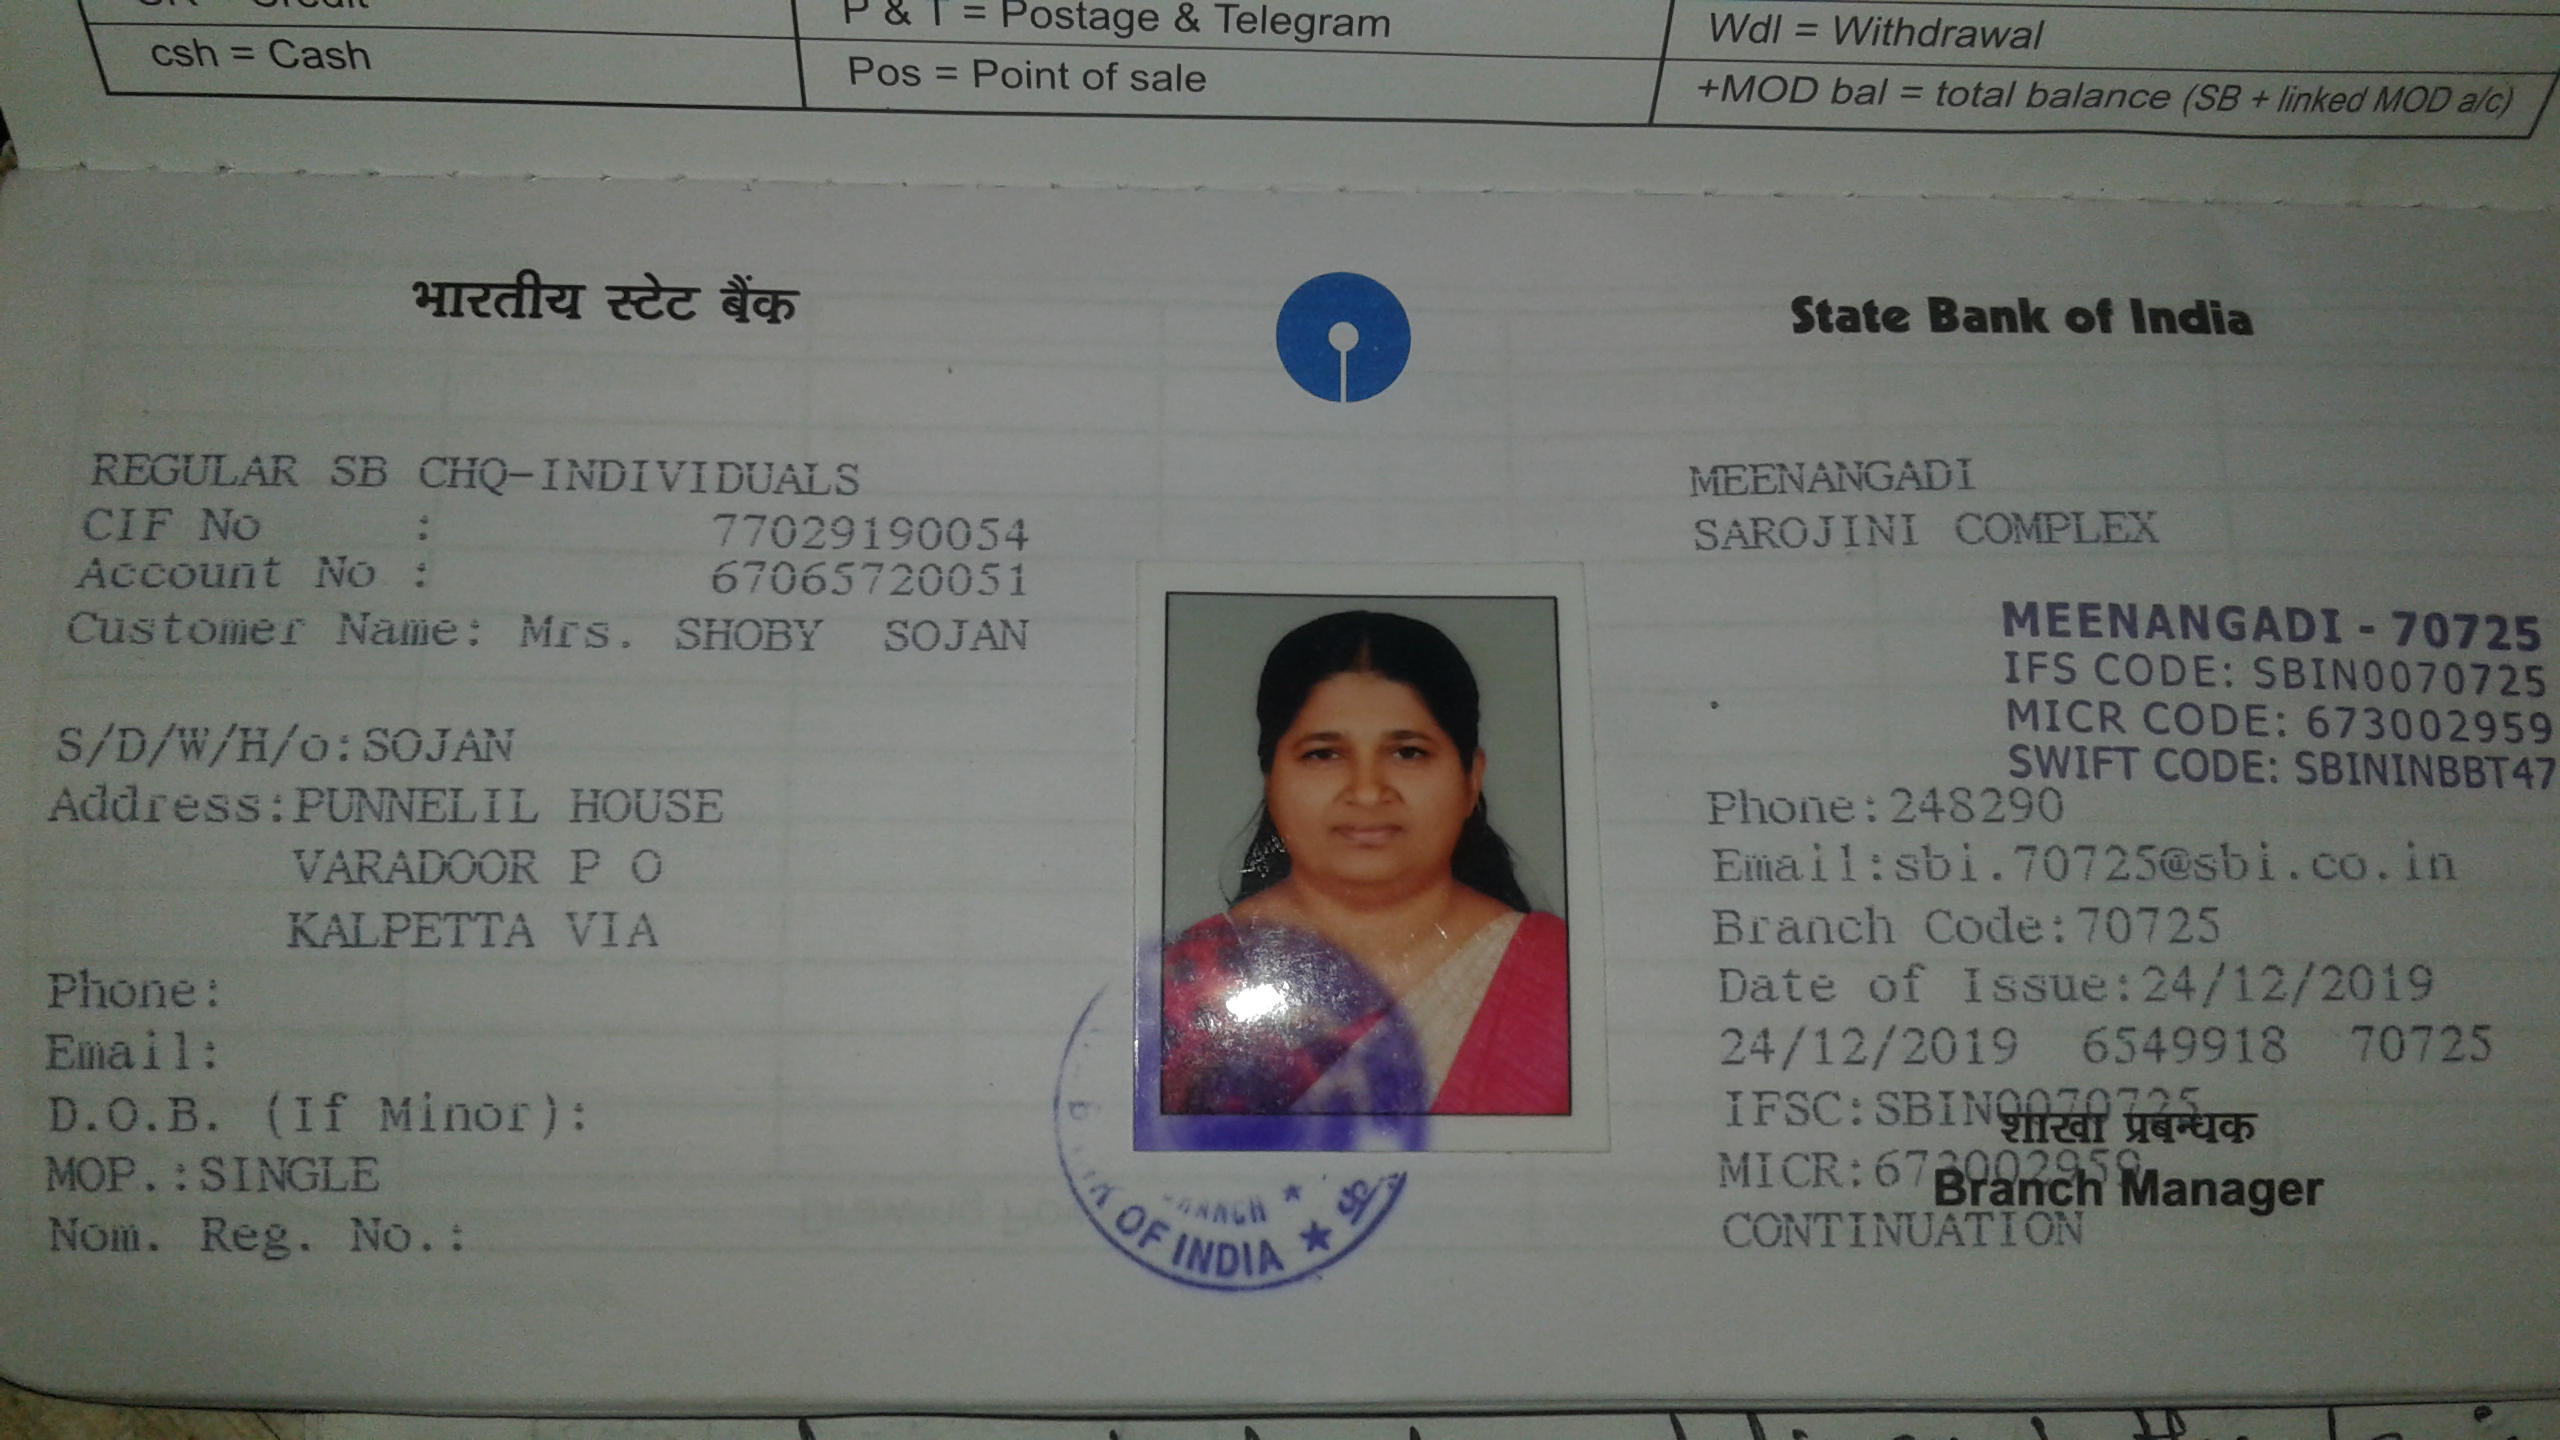 csh = Cash
P & T = Postage & Telegram
Pos = Point of sale
Wdl = Withdrawal
+MOD bal = total balance (SB + linked MOD a/c)
भारतीय स्टेट बैंक
State Bank of India
REGULAR SB CHQ-INDIVIDUALS
CIF No : 77029190054
Account No : 67065720051
Customer Name: Mrs. SHOBY SOJAN
S/D/W/H/o:SOJAN
Address:PUNNELIL HOUSE
VARADOOR P O
KALPETTA VIA
Phone:
Email:
D.O.B. (If Minor):
MOP.:SINGLE
Nom. Reg. No.:
OF INDIA
MEENANGADI
SAROJINI COMPLEX
MEENANGADI - 70725
IFS CODE: SBIN0070725
MICR CODE: 673002959
SWIFT CODE: SBININBBT47
Phone:248290
Email:sbi.70725@sbi.co.in
Branch Code:70725
Date of Issue:24/12/2019
24/12/2019 6549918 70725
IFSC:SBIN0070725
शाखा प्रबन्धक
MICR:673002959
Branch Manager
CONTINUATION